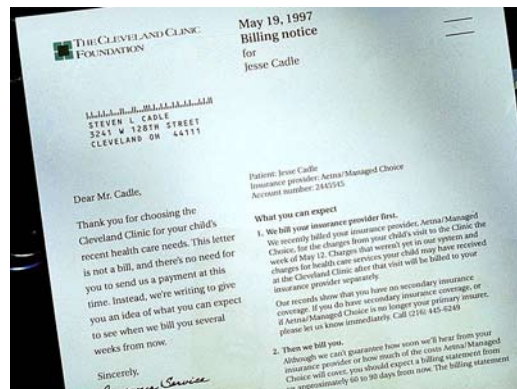 THE CLEVELAND CLINIC
FOUNDATION
May 19, 1997
Billing notice
for
Jesse Cadle
STEVEN L CADLE
3241 W 128TH STREET
CLEVELAND OH 44111
Dear Mr. Cadle,
Thank you for choosing the
Cleveland Clinic for your child's
recent health care needs. This letter
is not a bill, and there's no need for
you to send us a payment at this
time. Instead, we're writing to give
you an idea of what you can expect
to see when we bill you several
weeks from now.
Sincerely,
Customer Service
Patient: Jesse Cadle
Insurance provider: Aetna/Managed Choice
Account number: 2445545
What you can expect
1. We bill your insurance provider first.
We recently billed your insurance provider, Aetna/Managed
Choice, for the charges from your child's visit to the Clinic the
week of May 12. Charges that weren't yet in our system and
charges for health care services your child may have received
at the Cleveland Clinic after that visit will be billed to your
insurance provider separately.
Our records show that you have no secondary insurance
coverage. If you do have secondary insurance coverage, or
if Aetna/Managed Choice is no longer your primary insurer,
please let us know immediately. Call (216) 445-6249
2. Then we bill you.
Although we can't guarantee how soon we'll hear from your
insurance provider or how much of the costs Aetna/Managed
Choice will cover, you should expect a billing statement from
us approximately 60 to 90 days from now. The billing statement